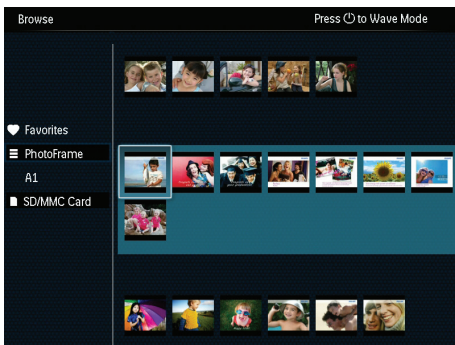 Browse
Press ⏻ to Wave Mode
Favorites
PhotoFrame
A1
SD/MMC Card